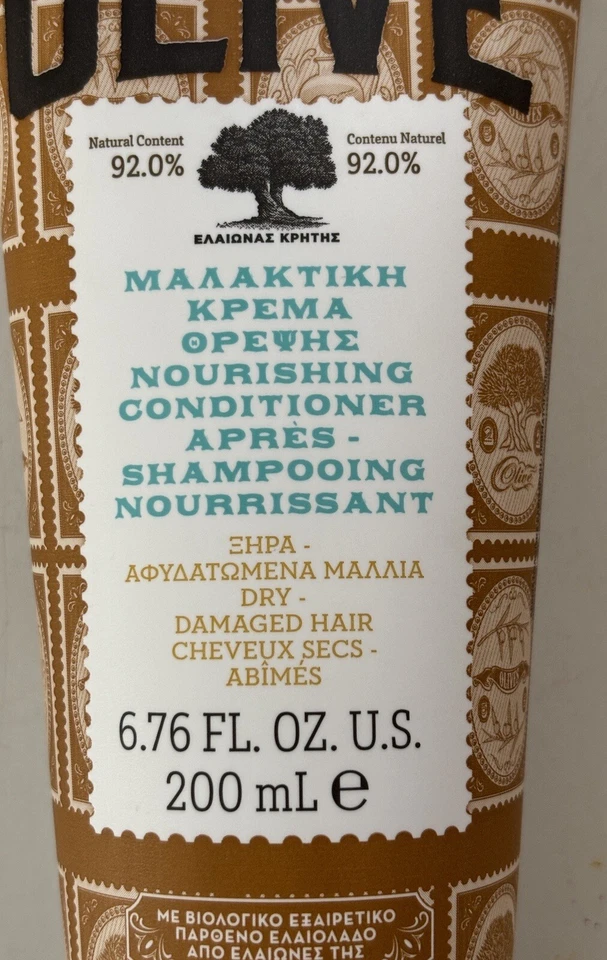 OLIVE
Natural Content
92.0%
Contenu Naturel
92.0%
ΕΛΑΙΩΝΑΣ ΚΡΗΤΗΣ
ΜΑΛΑΚΤΙΚΗ
ΚΡΕΜΑ
ΘΡΕΨΗΣ
NOURISHING
CONDITIONER
APRÈS -
SHAMPOOING
NOURRISSANT
ΞΗΡΑ -
ΑΦΥΔΑΤΩΜΕΝΑ ΜΑΛΛΙΑ
DRY -
DAMAGED HAIR
CHEVEUX SECS -
ABÎMÉS
6.76 FL. OZ. U.S.
200 mL e
Olive
ΜΕ ΒΙΟΛΟΓΙΚΟ ΕΞΑΙΡΕΤΙΚΟ
ΠΑΡΘΕΝΟ ΕΛΑΙΟΛΑΔΟ
ΑΠΟ ΕΛΑΙΩΝΕΣ ΤΗΣ